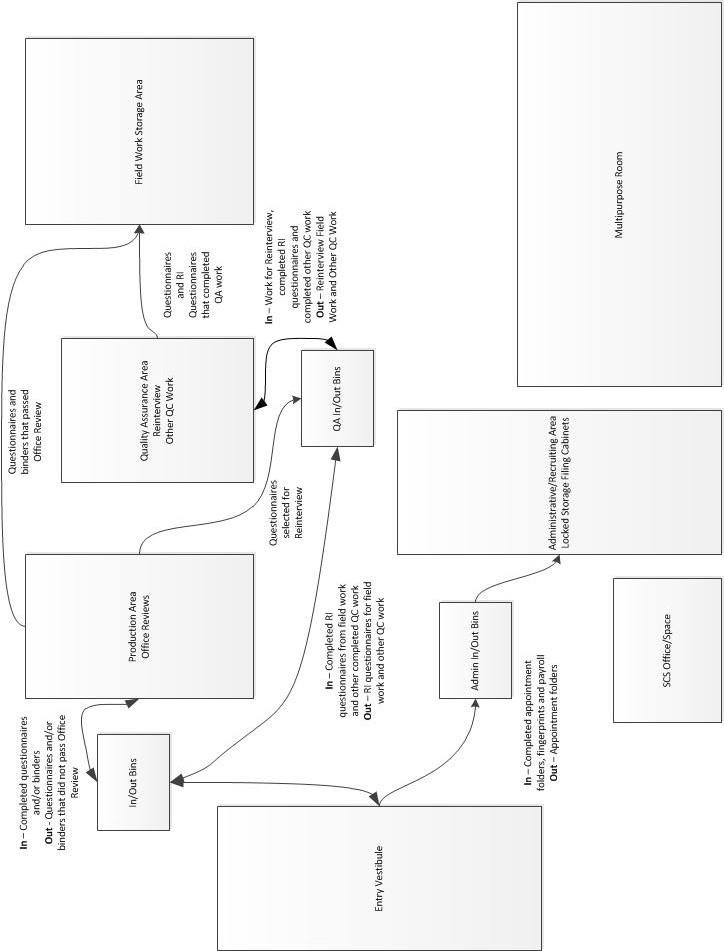 Field Work Storage Area
Multipurpose Room
Questionnaires
and RI
Questionnaires
that completed
QA work
In – Work for Reinterview,
completed RI
questionnaires and
completed other QC work
Out – Reinterview Field
Work and Other QC Work
Questionnaires and
binders that passed
Office Review
Quality Assurance Area
Reinterview
Other QC Work
QA In/Out Bins
Administrative/Recruiting Area
Locked Storage Filing Cabinets
Questionnaires
selected for
Reinterview
Production Area
Office Reviews
In – Completed RI
questionnaires from field work
and other completed QC work
Out – RI questionnaires for field
work and other QC work
Admin In/Out Bins
SCS Office/Space
In – Completed questionnaires
and/or binders
Out - Questionnaires and/or
binders that did not pass Office
Review
In/Out Bins
In – Completed appointment
folders, fingerprints and payroll
Out – Appointment folders
Entry Vestibule